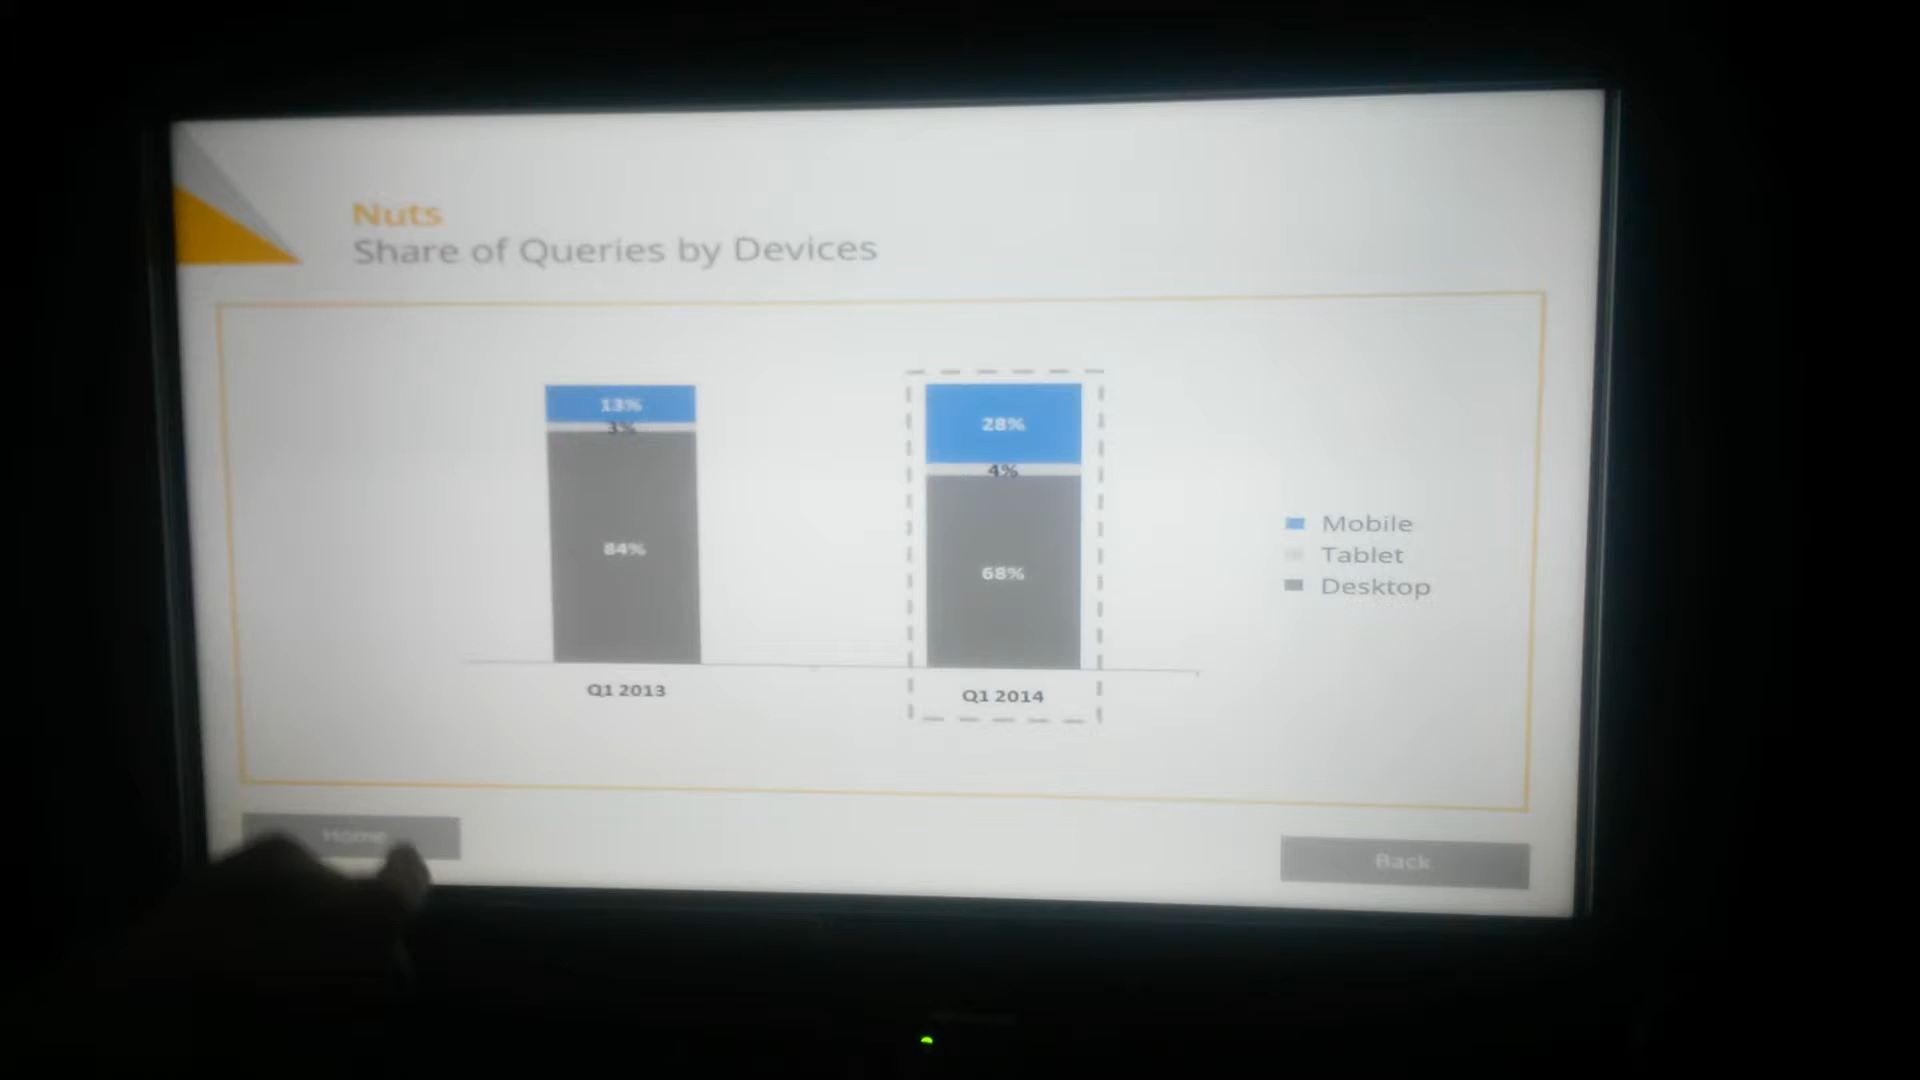 Nuts
Share of Queries by Devices
13%
3%
84%
28%
4%
68%
Mobile
Tablet
Desktop
Q1 2013
Q1 2014
Home
Back